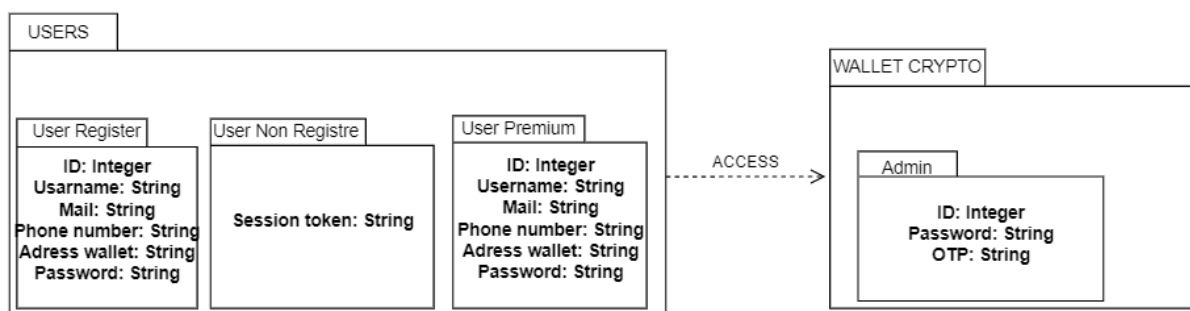 USERS
User Register
ID: Integer
Usarname: String
Mail: String
Phone number: String
Adress wallet: String
Password: String
User Non Registre
Session token: String
User Premium
ID: Integer
Username: String
Mail: String
Phone number: String
Adress wallet: String
Password: String
ACCESS
WALLET CRYPTO
Admin
ID: Integer
Password: String
OTP: String